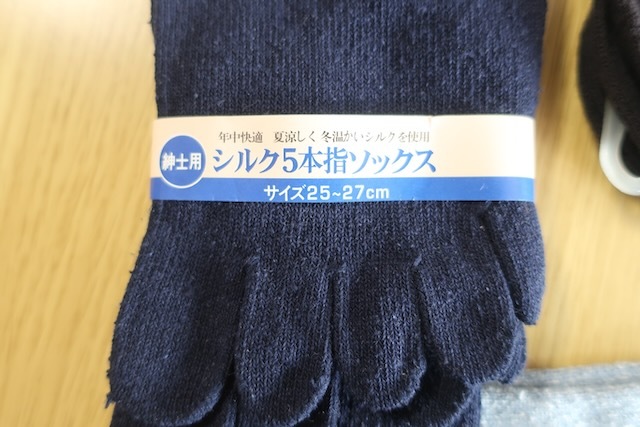 年中快適 夏涼しく 冬温かいシルクを使用
紳士用
シルク5本指ソックス
サイズ25~27cm